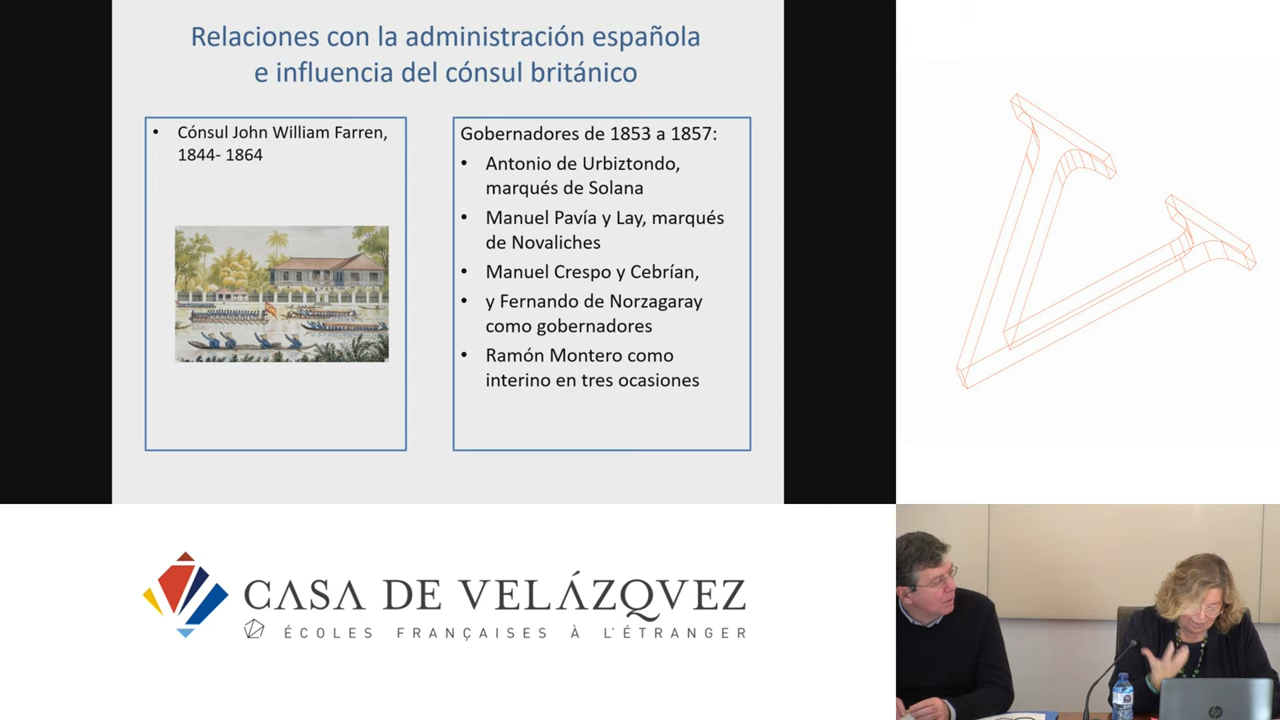 Relaciones con la administración española
e influencia del cónsul británico
• Cónsul John William Farren,
1844- 1864
Gobernadores de 1853 a 1857:
• Antonio de Urbiztondo,
marqués de Solana
• Manuel Pavía y Lay, marqués
de Novaliches
• Manuel Crespo y Cebrían,
• y Fernando de Norzagaray
como gobernadores
• Ramón Montero como
interino en tres ocasiones
CASA DE VELÁZQVEZ
ÉCOLES FRANÇAISES À L'ÉTRANGER
hp